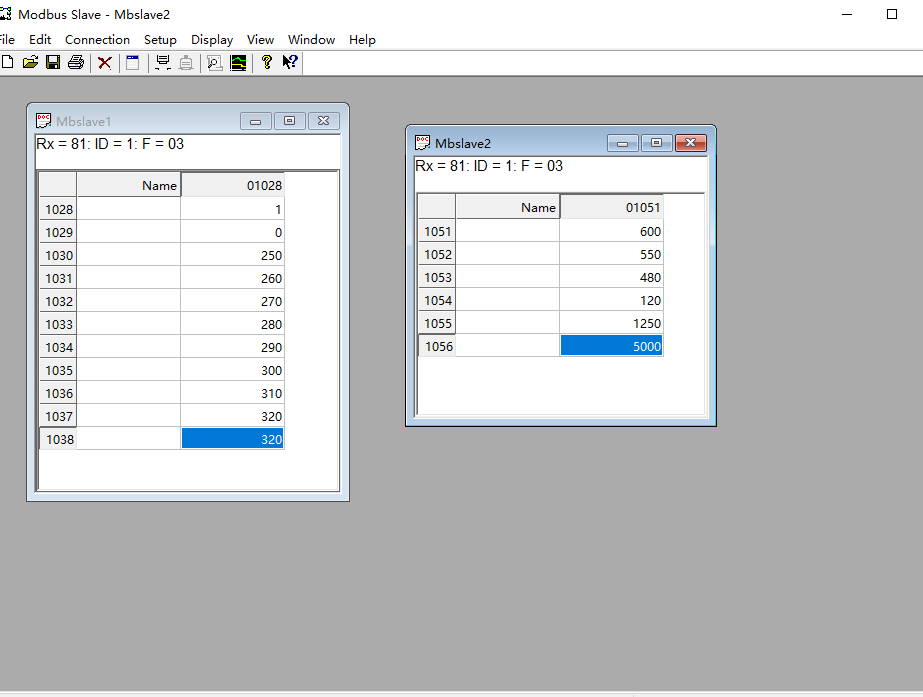 Modbus Slave - Mbslave2
File Edit Connection Setup Display View Window Help
Mbslave1
Rx = 81: ID = 1: F = 03
Name 01028
1028 1
1029 0
1030 250
1031 260
1032 270
1033 280
1034 290
1035 300
1036 310
1037 320
1038 320
Mbslave2
Rx = 81: ID = 1: F = 03
Name 01051
1051 600
1052 550
1053 480
1054 120
1055 1250
1056 5000